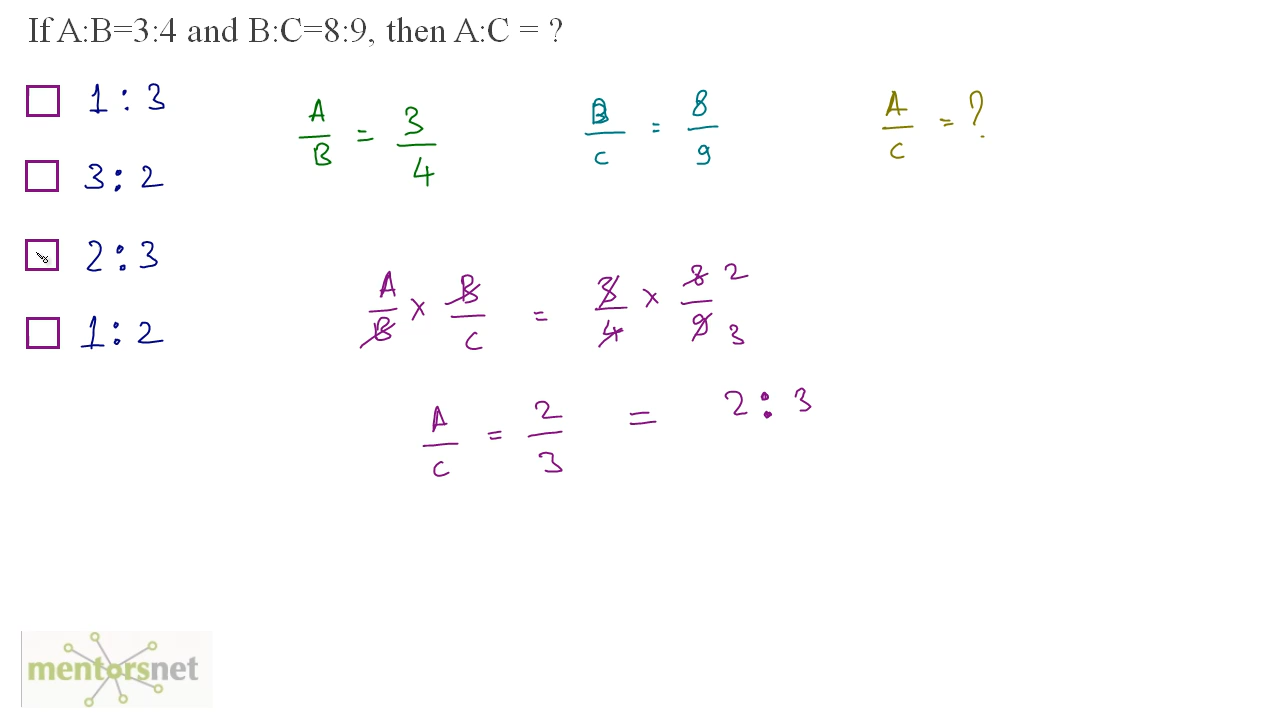 If A:B=3:4 and B:C=8:9, then A:C = ?
1 : 3
3 : 2
2 : 3
1 : 2
A/B = 3/4
B/C = 8/9
A/C = ?
A/B × B/C = 3/4 × 8/9 2 3
A/C = 2/3 = 2 : 3
mentorsnet